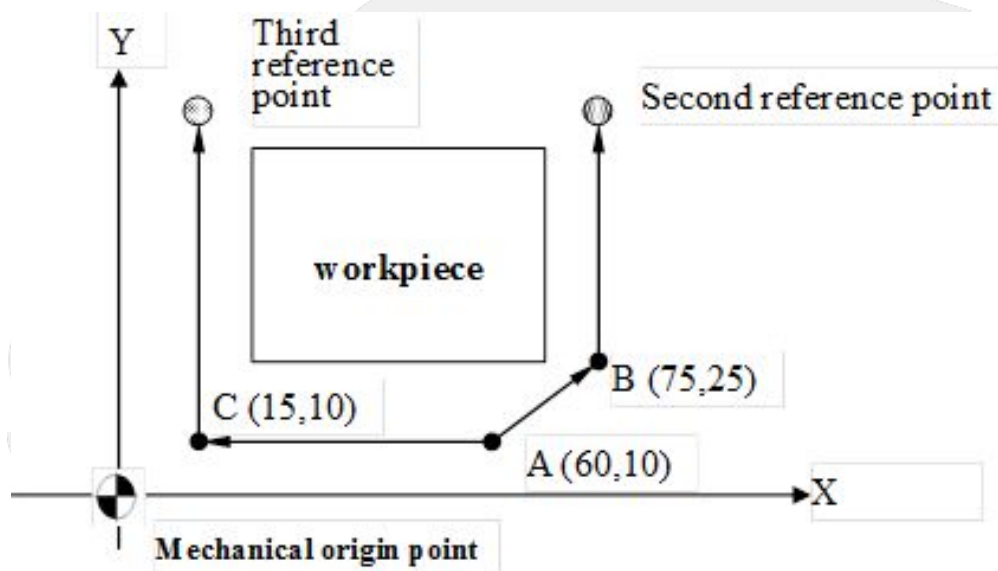 Y
Third
reference
point
Second reference point
workpiece
B (75,25)
C (15,10)
A (60,10)
X
Mechanical origin point